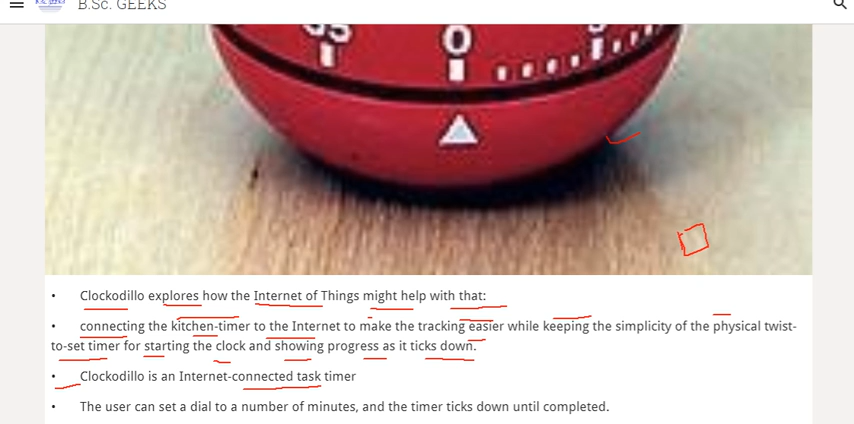 B.Sc. GEEKS
55 0 5
• Clockodillo explores how the Internet of Things might help with that:
• connecting the kitchen-timer to the Internet to make the tracking easier while keeping the simplicity of the physical twist-
to-set timer for starting the clock and showing progress as it ticks down.
• Clockodillo is an Internet-connected task timer
• The user can set a dial to a number of minutes, and the timer ticks down until completed.